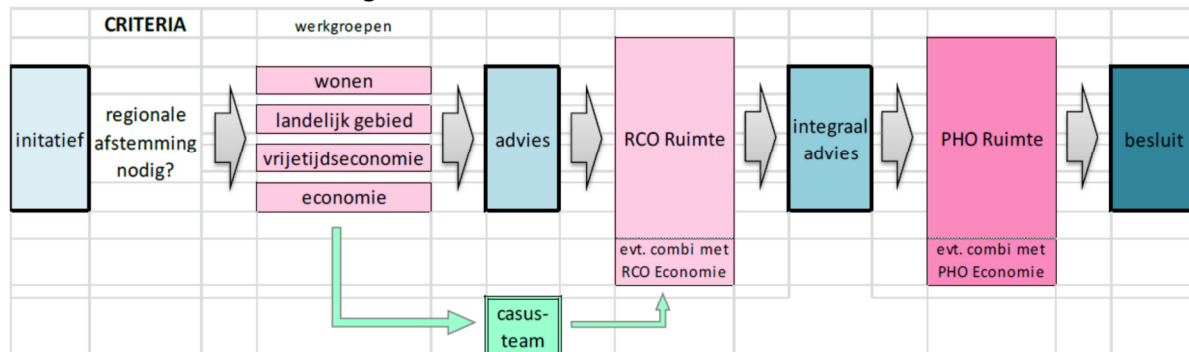 CRITERIA
werkgroepen
initatief
regionale
afstemming
nodig?
wonen
landelijk gebied
vrijetijdseconomie
economie
advies
RCO Ruimte
evt. combi met
RCO Economie
integraal
advies
PHO Ruimte
evt. combi met
PHO Economie
besluit
casus-
team